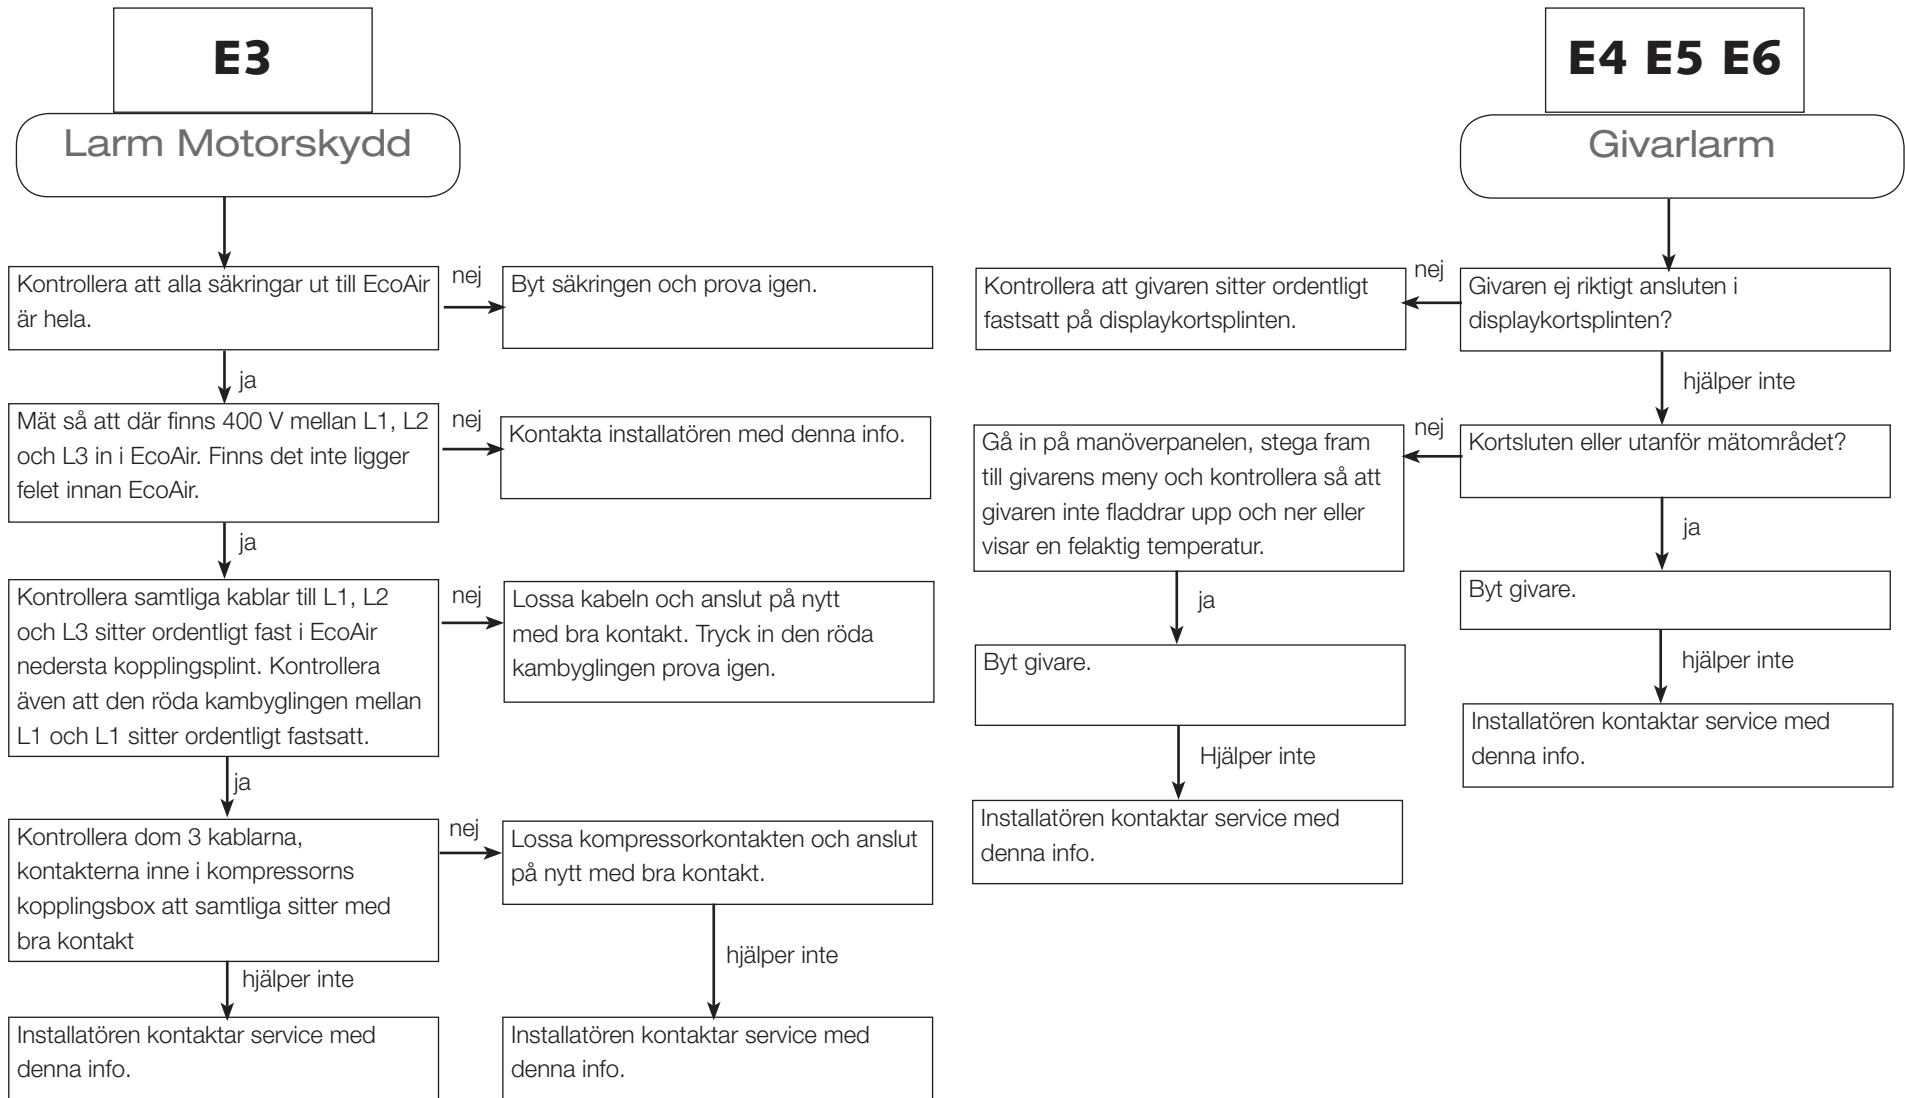 E3
Larm Motorskydd
Kontrollera att alla säkringar ut till EcoAir
är hela.
nej
Byt säkringen och prova igen.
ja
Mät så att där finns 400 V mellan L1, L2
och L3 in i EcoAir. Finns det inte ligger
felet innan EcoAir.
nej
Kontakta installatören med denna info.
ja
Kontrollera samtliga kablar till L1, L2
och L3 sitter ordentligt fast i EcoAir
nedersta kopplingsplint. Kontrollera
även att den röda kambyglingen mellan
L1 och L1 sitter ordentligt fastsatt.
nej
Lossa kabeln och anslut på nytt
med bra kontakt. Tryck in den röda
kambyglingen prova igen.
ja
Kontrollera dom 3 kablarna,
kontakterna inne i kompressorns
kopplingsbox att samtliga sitter med
bra kontakt
nej
Lossa kompressorkontakten och anslut
på nytt med bra kontakt.
hjälper inte
hjälper inte
Installatören kontaktar service med
denna info.
Installatören kontaktar service med
denna info.
E4 E5 E6
Givarlarm
Givaren ej riktigt ansluten i
displaykortsplinten?
nej
Kontrollera att givaren sitter ordentligt
fastsatt på displaykortsplinten.
hjälper inte
Kortsluten eller utanför mätområdet?
nej
Gå in på manöverpanelen, stega fram
till givarens meny och kontrollera så att
givaren inte fladdrar upp och ner eller
visar en felaktig temperatur.
ja
Byt givare.
Hjälper inte
Installatören kontaktar service med
denna info.
ja
Byt givare.
hjälper inte
Installatören kontaktar service med
denna info.